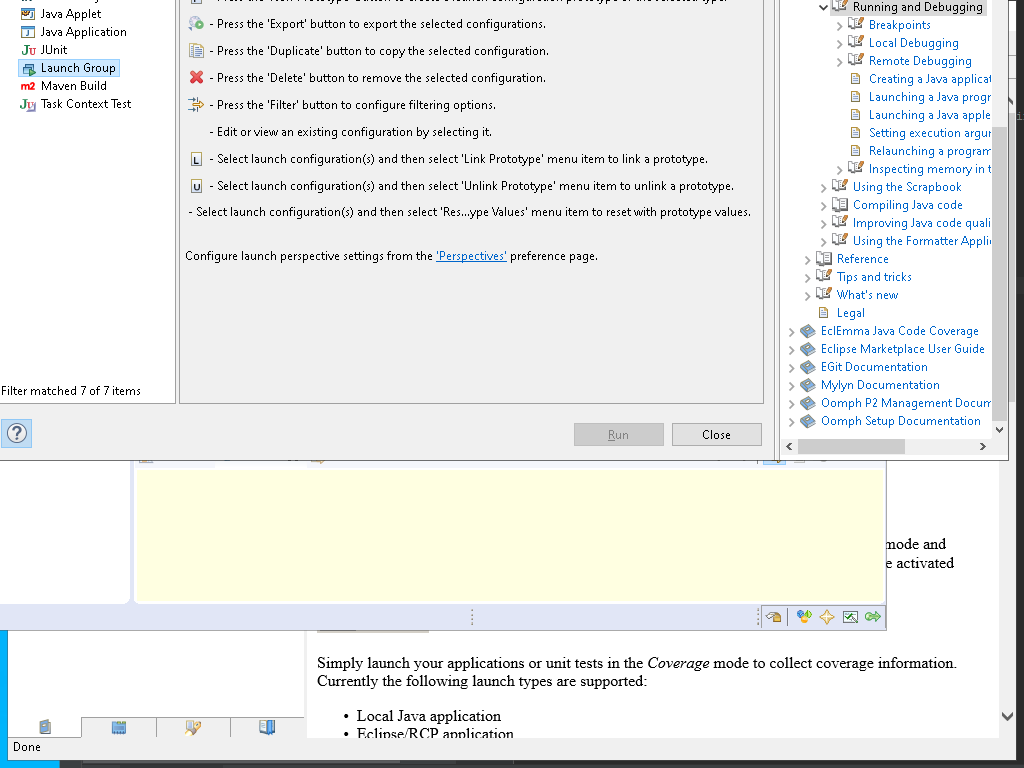 Java Applet
Java Application
Ju JUnit
Launch Group
m2 Maven Build
Ju Task Context Test
Filter matched 7 of 7 items
- Press the 'Export' button to export the selected configurations.
- Press the 'Duplicate' button to copy the selected configuration.
- Press the 'Delete' button to remove the selected configuration.
- Press the 'Filter' button to configure filtering options.
- Edit or view an existing configuration by selecting it.
L - Select launch configuration(s) and then select 'Link Prototype' menu item to link a prototype.
U - Select launch configuration(s) and then select 'Unlink Prototype' menu item to unlink a prototype.
- Select launch configuration(s) and then select 'Res...ype Values' menu item to reset with prototype values.
Configure launch perspective settings from the 'Perspectives' preference page.
Run
Close
Running and Debugging
Breakpoints
Local Debugging
Remote Debugging
Creating a Java applicat
Launching a Java progr
Launching a Java apple
Setting execution argur
Relaunching a program
Inspecting memory in t
Using the Scrapbook
Compiling Java code
Improving Java code quali
Using the Formatter Appli
Reference
Tips and tricks
What's new
Legal
EclEmma Java Code Coverage
Eclipse Marketplace User Guide
EGit Documentation
Mylyn Documentation
Oomph P2 Management Docum
Oomph Setup Documentation
mode and
e activated
Simply launch your applications or unit tests in the Coverage mode to collect coverage information.
Currently the following launch types are supported:
• Local Java application
• Eclipse/RCP application
Done